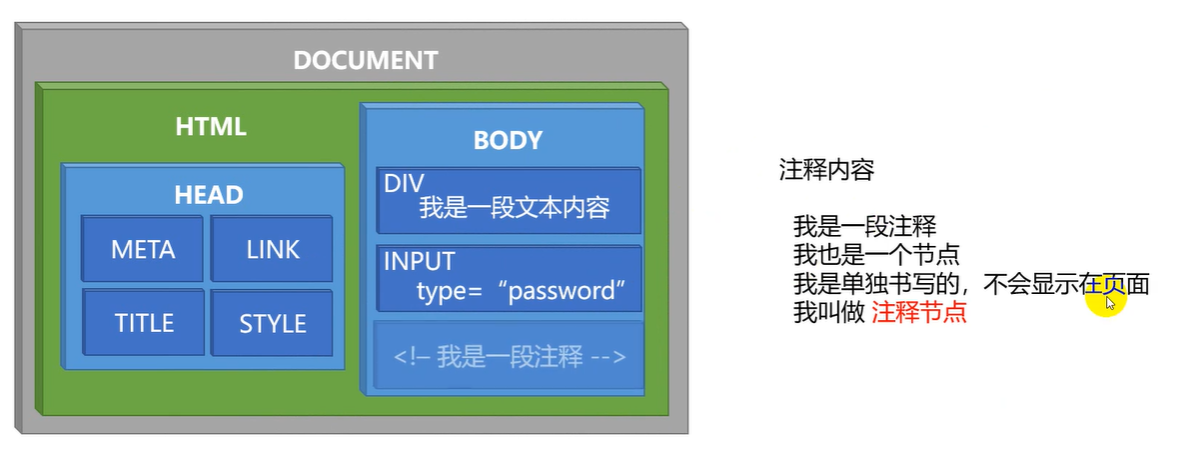 DOCUMENT
HTML
HEAD
META
LINK
TITLE
STYLE
BODY
DIV
我是一段文本内容
INPUT
type=“password”
<!– 我是一段注释 -->
注释内容
我是一段注释
我也是一个节点
我是单独书写的，不会显示在页面
我叫做 注释节点